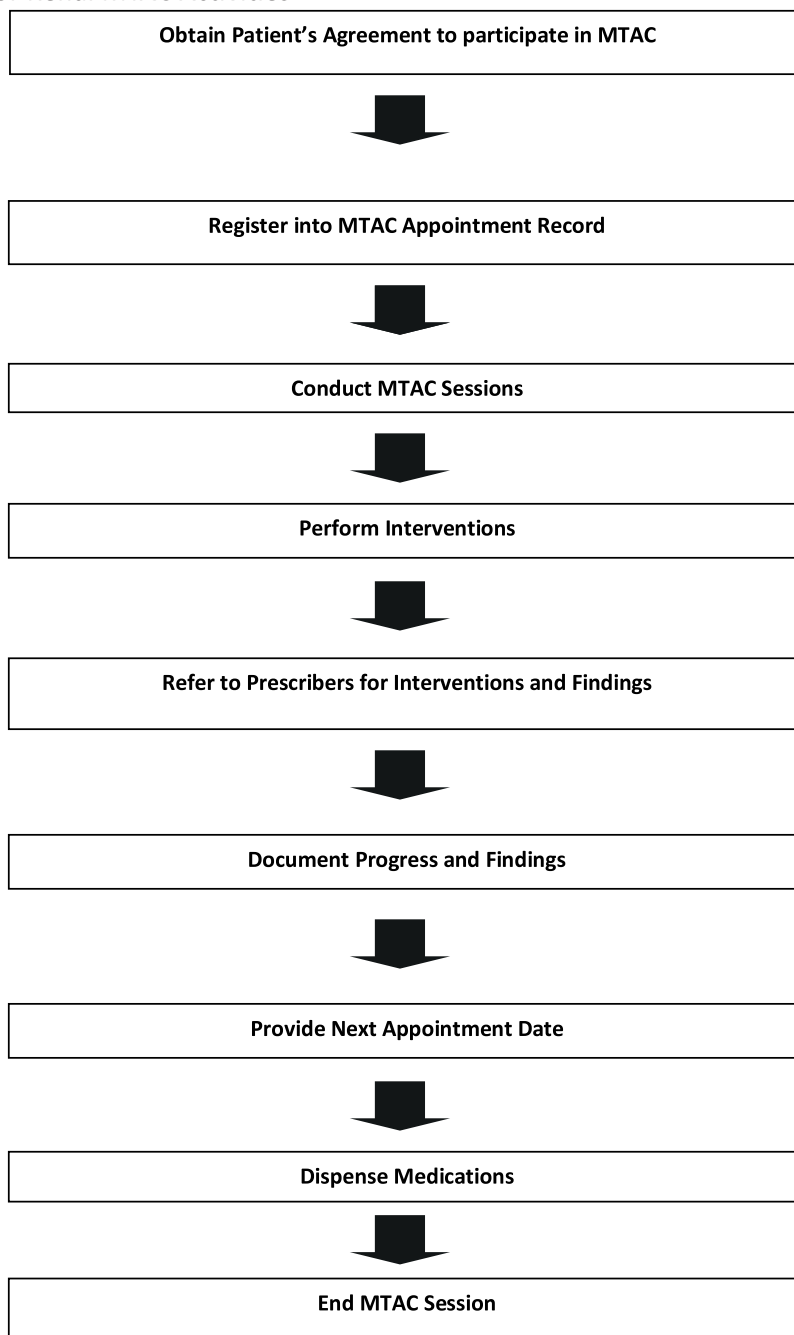 Obtain Patient’s Agreement to participate in MTAC
Register into MTAC Appointment Record
Conduct MTAC Sessions
Perform Interventions
Refer to Prescribers for Interventions and Findings
Document Progress and Findings
Provide Next Appointment Date
Dispense Medications
End MTAC Session